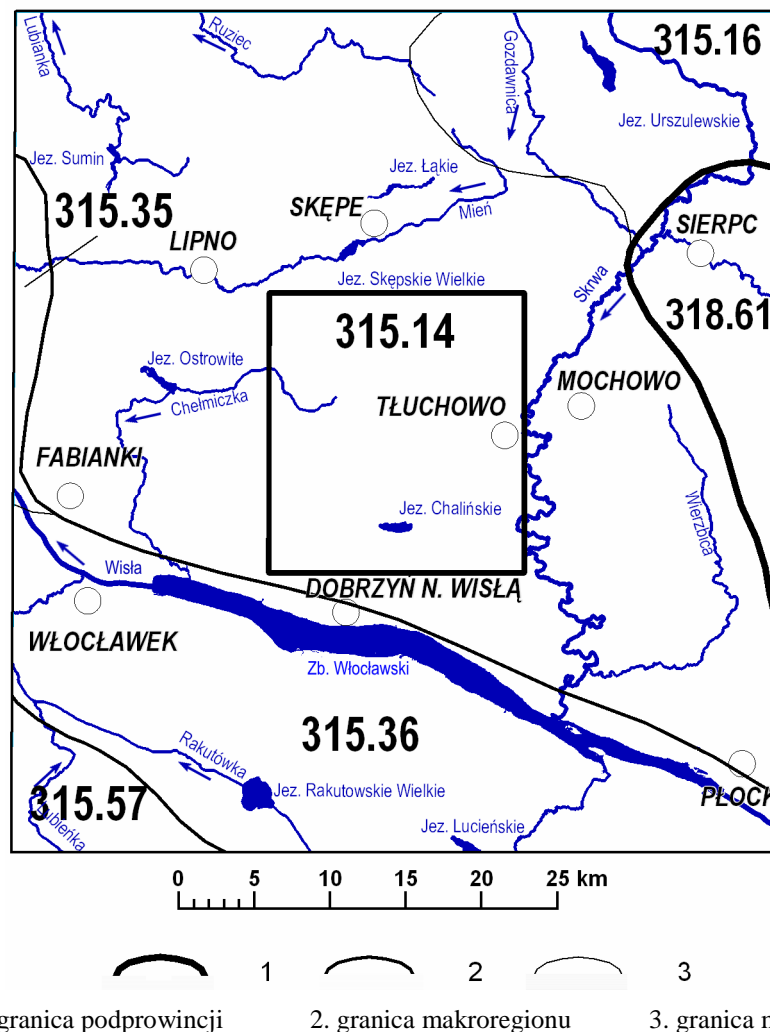 Lubianka
Ruziec
Gozdawnica
315.16
Jez. Urszulewskie
Jez. Sumin
Jez. Łąkie
315.35
SKĘPE
Mień
SIERPC
LIPNO
Jez. Skępskie Wielkie
Skrwa
318.61
315.14
Jez. Ostrowite
Chełmiczka
TŁUCHOWO
MOCHOWO
FABIANKI
Jez. Chalińskie
Wierzbica
Wisła
DOBRZYŃ N. WISŁĄ
WŁOCŁAWEK
Zb. Włocławski
315.36
Rakutówka
315.57
Jez. Rakutowskie Wielkie
PŁOCK
Lubieńka
Jez. Lucieńskie
0 5 10 15 20 25 km
1 2 3
granica podprowincji 2. granica makroregionu 3. granica